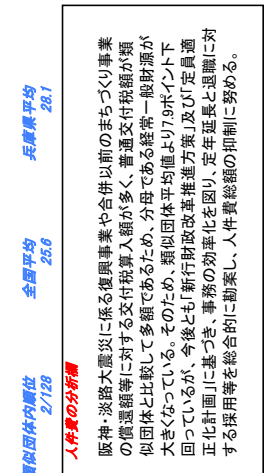 類似団体内順位
2/128
全国平均
25.6
兵庫県平均
28.1
人件費の分析欄
阪神・淡路大震災に係る復興事業や合併以前のまちづくり事業
の償還額等に対する交付税算入額が多く、普通交付税額が類
似団体と比較して多額であるため、分母である経常一般財源が
大きくなっている。そのため、類似団体平均値より7.9ポイント下
回っているが、今後とも「新行財政改革推進方策」及び「定員適
正化計画」に基づき、事務の効率化を図り、定年延長と退職に対
する採用等を総合的に勘案し、人件費総額の抑制に努める。